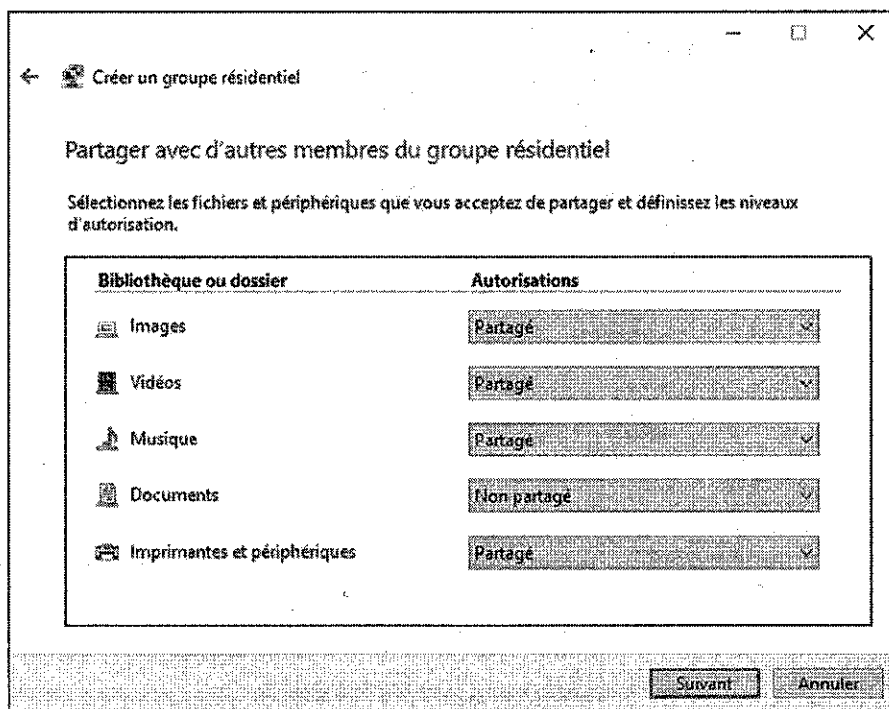 Créer un groupe résidentiel
Partager avec d'autres membres du groupe résidentiel
Sélectionnez les fichiers et périphériques que vous acceptez de partager et définissez les niveaux
d'autorisation.
Bibliothèque ou dossier Autorisations
Images Partagé
Vidéos Partagé
Musique Partagé
Documents Non partagé
Imprimantes et périphériques Partagé
Suivant Annuler